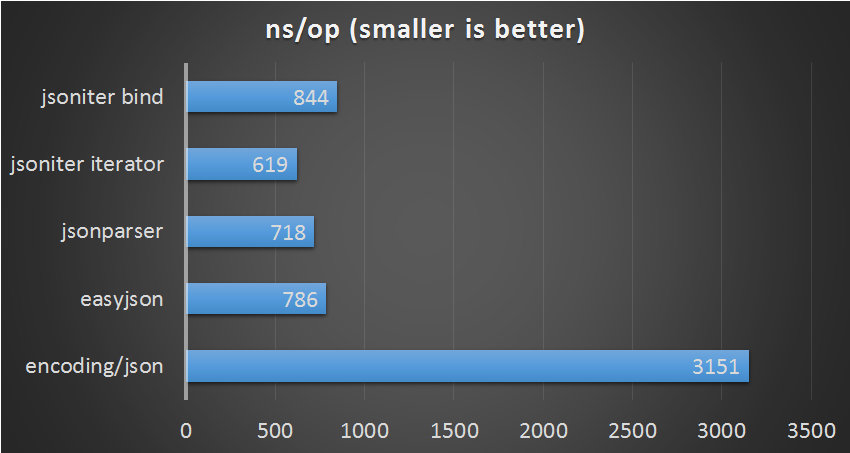 ns/op (smaller is better)
jsoniter bind 844
jsoniter iterator 619
jsonparser 718
easyjson 786
encoding/json 3151
0 500 1000 1500 2000 2500 3000 3500